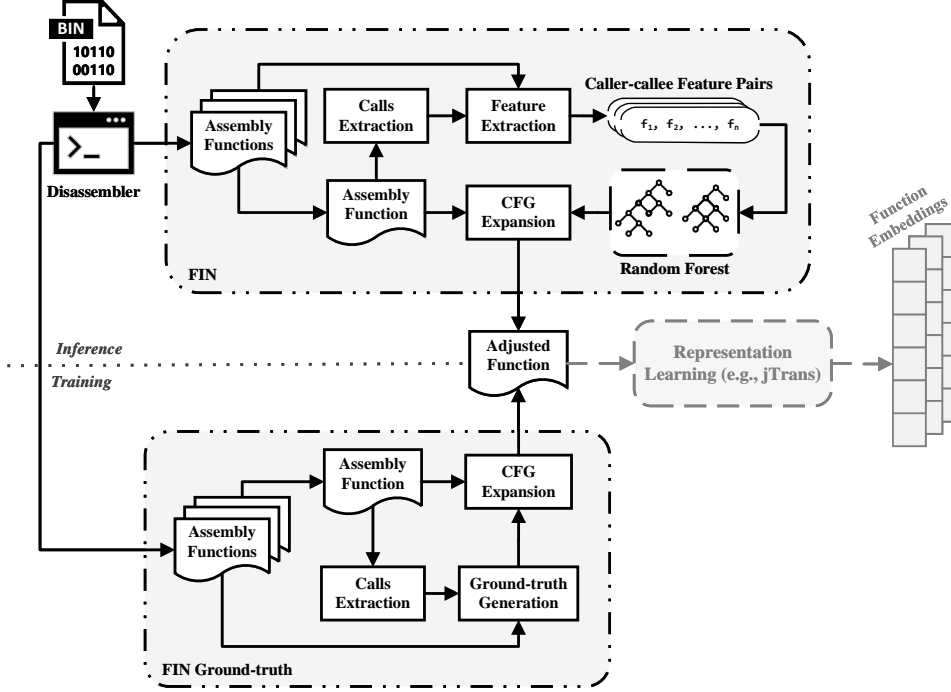 BIN
10110
00110
Disassembler
Assembly
Functions
Calls
Extraction
Feature
Extraction
Caller-callee Feature Pairs
f₁, f₂, ..., fₙ
Assembly
Function
CFG
Expansion
Random Forest
FIN
Function
Embeddings
Inference
Training
Adjusted
Function
Representation
Learning (e.g., jTrans)
Assembly
Functions
Assembly
Function
CFG
Expansion
Calls
Extraction
Ground-truth
Generation
FIN Ground-truth